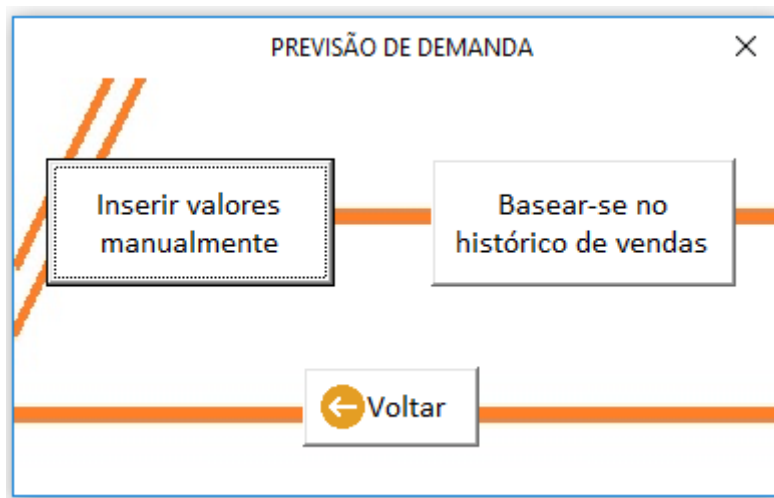 PREVISÃO DE DEMANDA
Inserir valores
manualmente
Basear-se no
histórico de vendas
Voltar